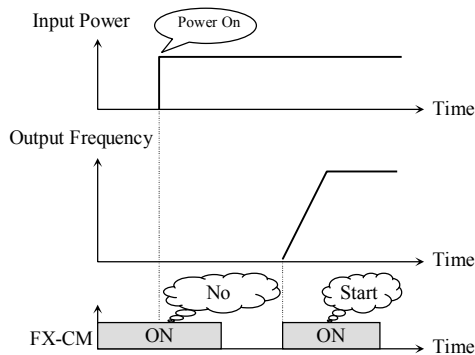 Input Power
Power On
Time
Output Frequency
Time
No
Start
FX-CM
ON
ON
Time